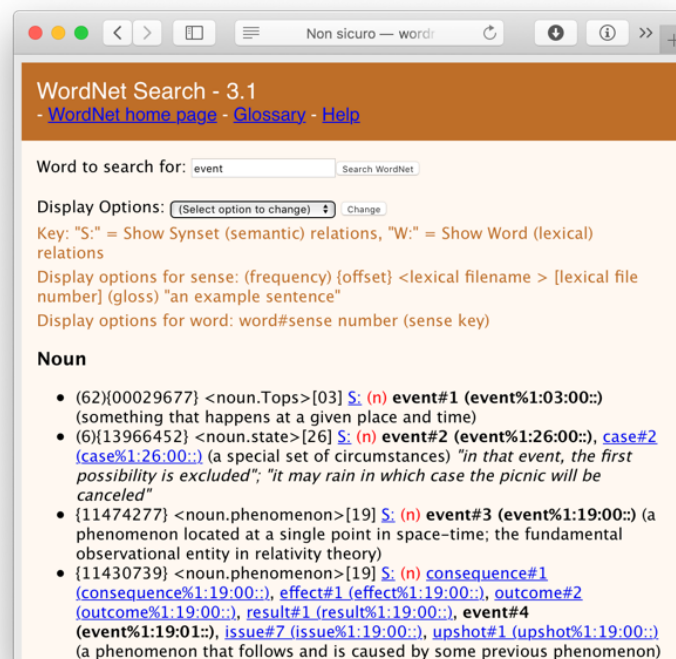 Non sicuro — wordr
WordNet Search - 3.1
- WordNet home page - Glossary - Help
Word to search for: event Search WordNet
Display Options: (Select option to change) Change
Key: "S:" = Show Synset (semantic) relations, "W:" = Show Word (lexical)
relations
Display options for sense: (frequency) {offset} <lexical filename > [lexical file
number] (gloss) "an example sentence"
Display options for word: word#sense number (sense key)
Noun
• (62){00029677} <noun.Tops>[03] S: (n) event#1 (event%1:03:00::)
(something that happens at a given place and time)
• (6){13966452} <noun.state>[26] S: (n) event#2 (event%1:26:00::), case#2
(case%1:26:00::) (a special set of circumstances) "in that event, the first
possibility is excluded"; "it may rain in which case the picnic will be
canceled"
• {11474277} <noun.phenomenon>[19] S: (n) event#3 (event%1:19:00::) (a
phenomenon located at a single point in space-time; the fundamental
observational entity in relativity theory)
• {11430739} <noun.phenomenon>[19] S: (n) consequence#1
(consequence%1:19:00::), effect#1 (effect%1:19:00::), outcome#2
(outcome%1:19:00::), result#1 (result%1:19:00::), event#4
(event%1:19:01::), issue#7 (issue%1:19:00::), upshot#1 (upshot%1:19:00::)
(a phenomenon that follows and is caused by some previous phenomenon)